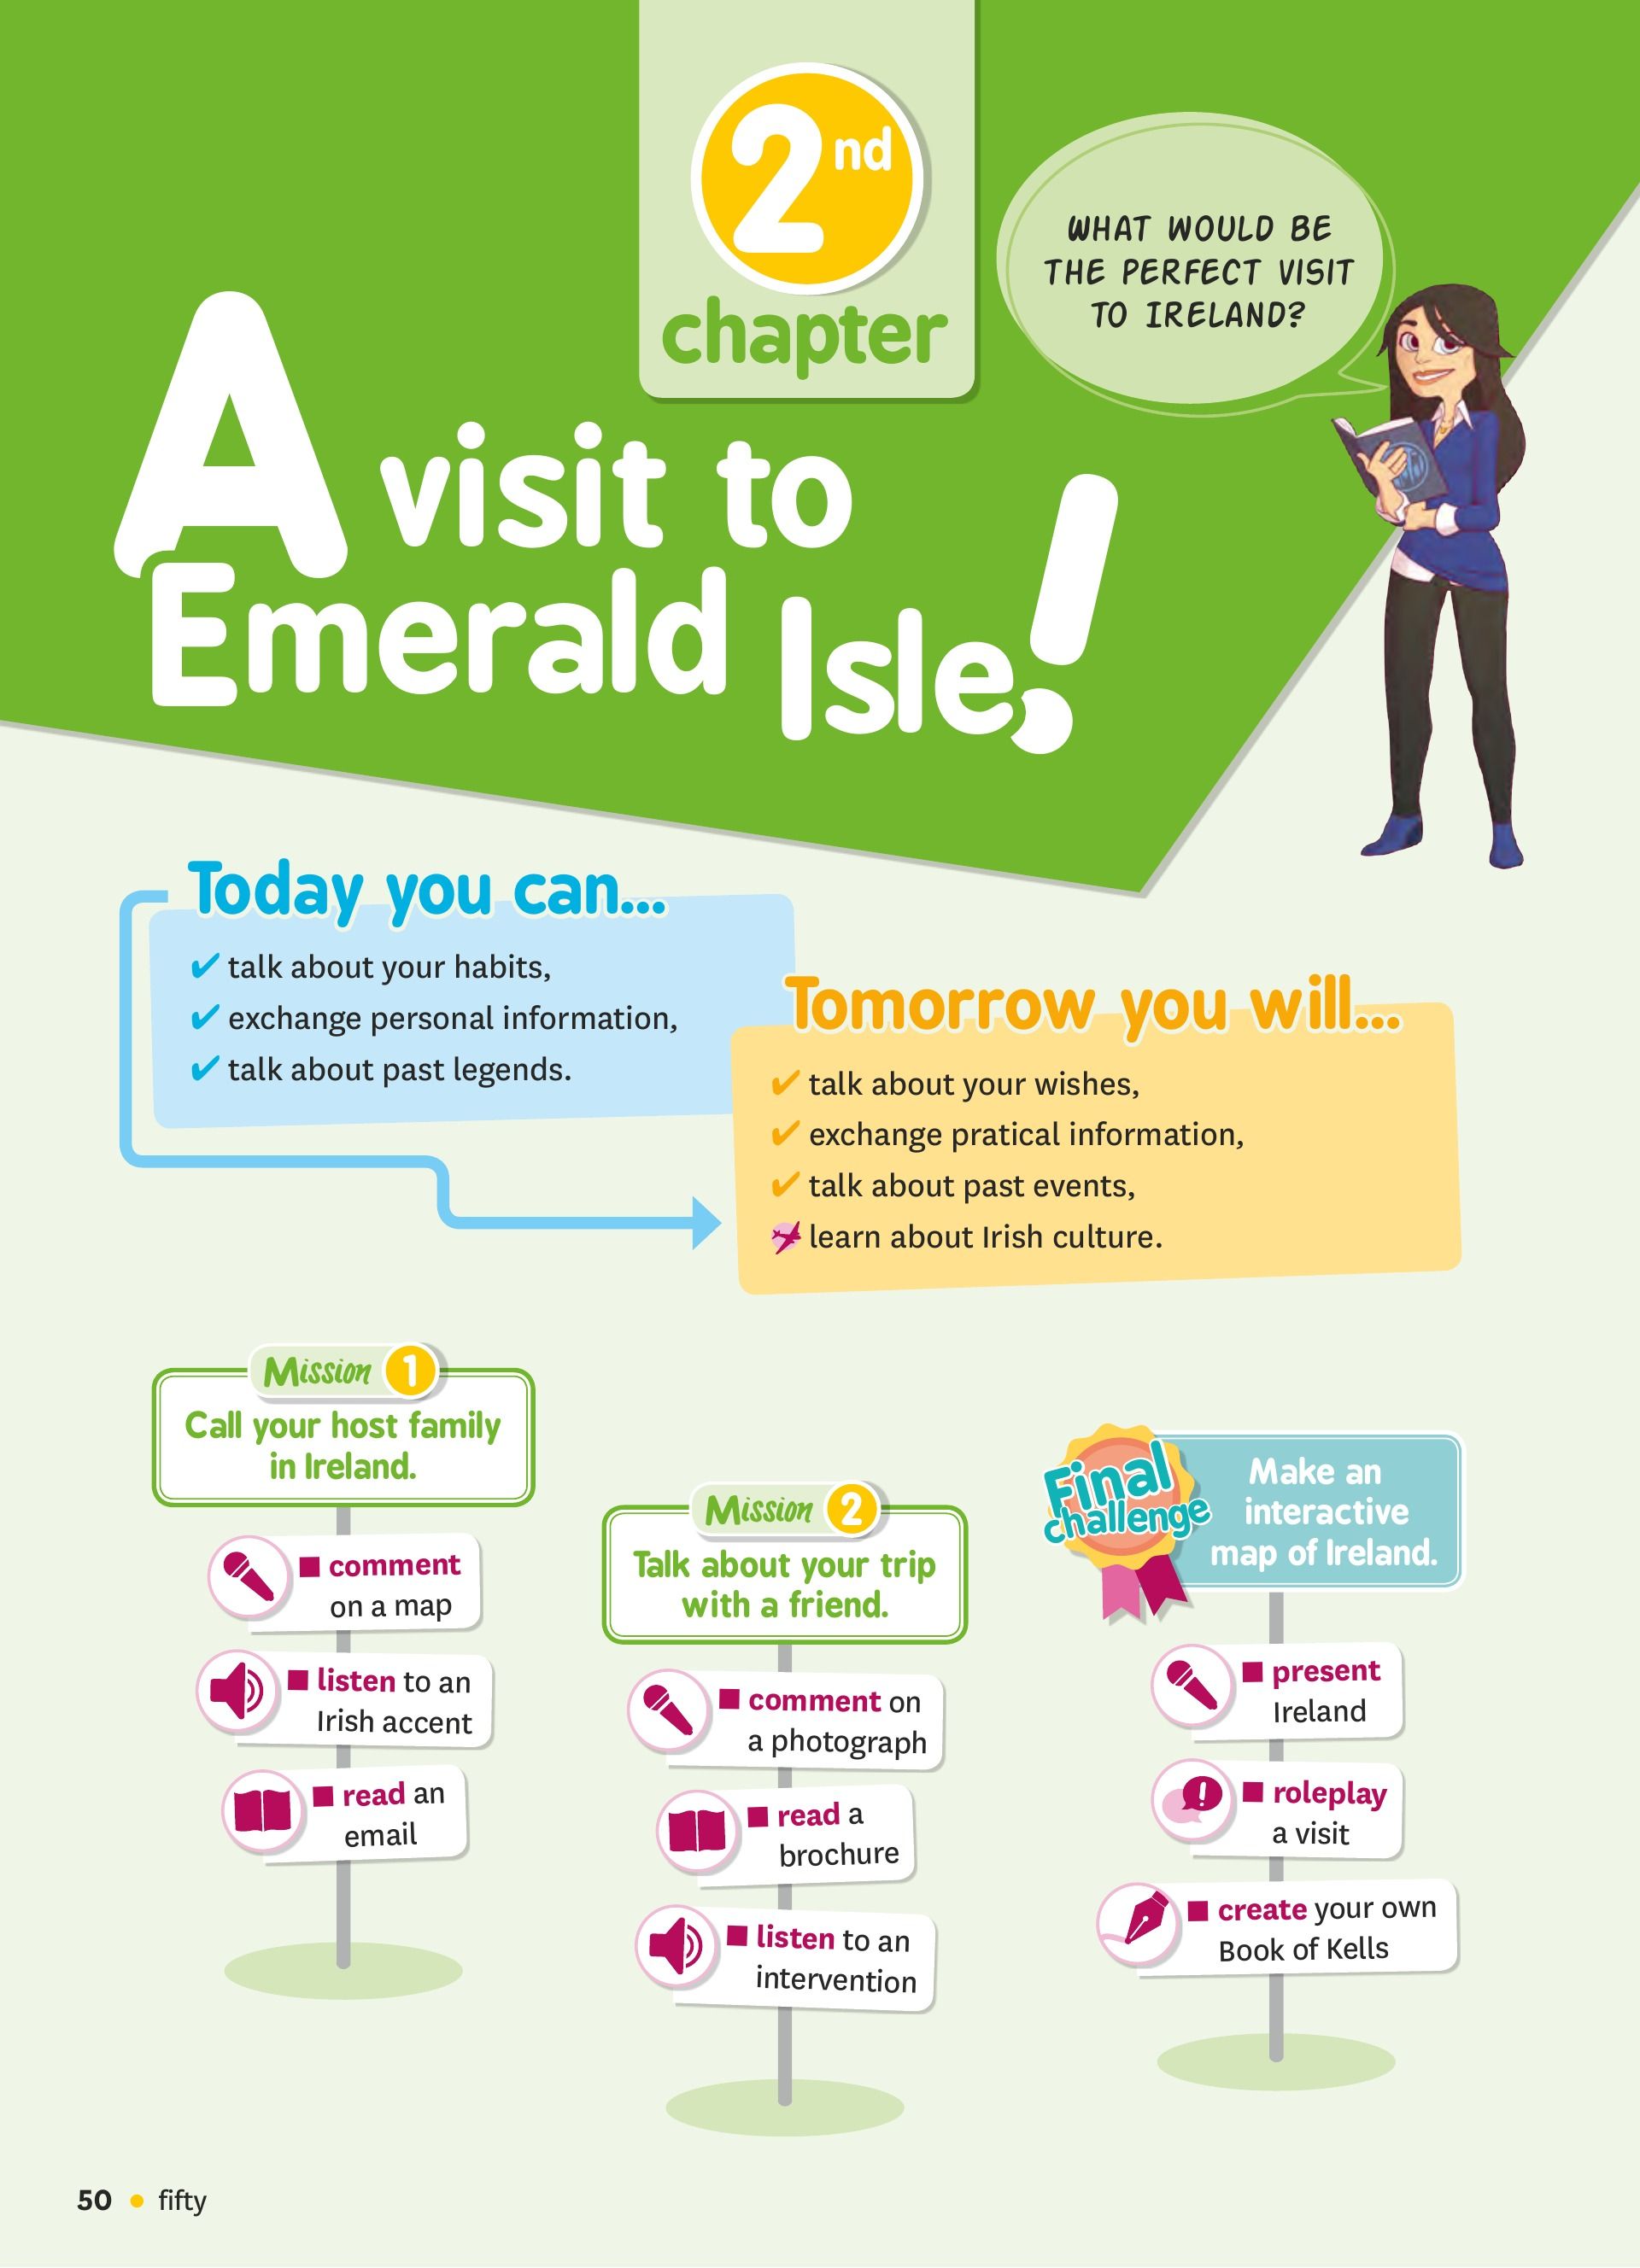 2nd
chapter
WHAT WOULD BE
THE PERFECT VISIT
TO IRELAND?
A visit to
Emerald Isle!
Today you can...
✔ talk about your habits,
✔ exchange personal information,
✔ talk about past legends.
Tomorrow you will...
✔ talk about your wishes,
✔ exchange pratical information,
✔ talk about past events,
learn about Irish culture.
Mission 1
Call your host family
in Ireland.
■ comment
on a map
■ listen to an
Irish accent
■ read an
email
Mission 2
Talk about your trip
with a friend.
■ comment on
a photograph
■ read a
brochure
■ listen to an
intervention
Final
challenge
Make an
interactive
map of Ireland.
■ present
Ireland
■ roleplay
a visit
■ create your own
Book of Kells
50 • fifty